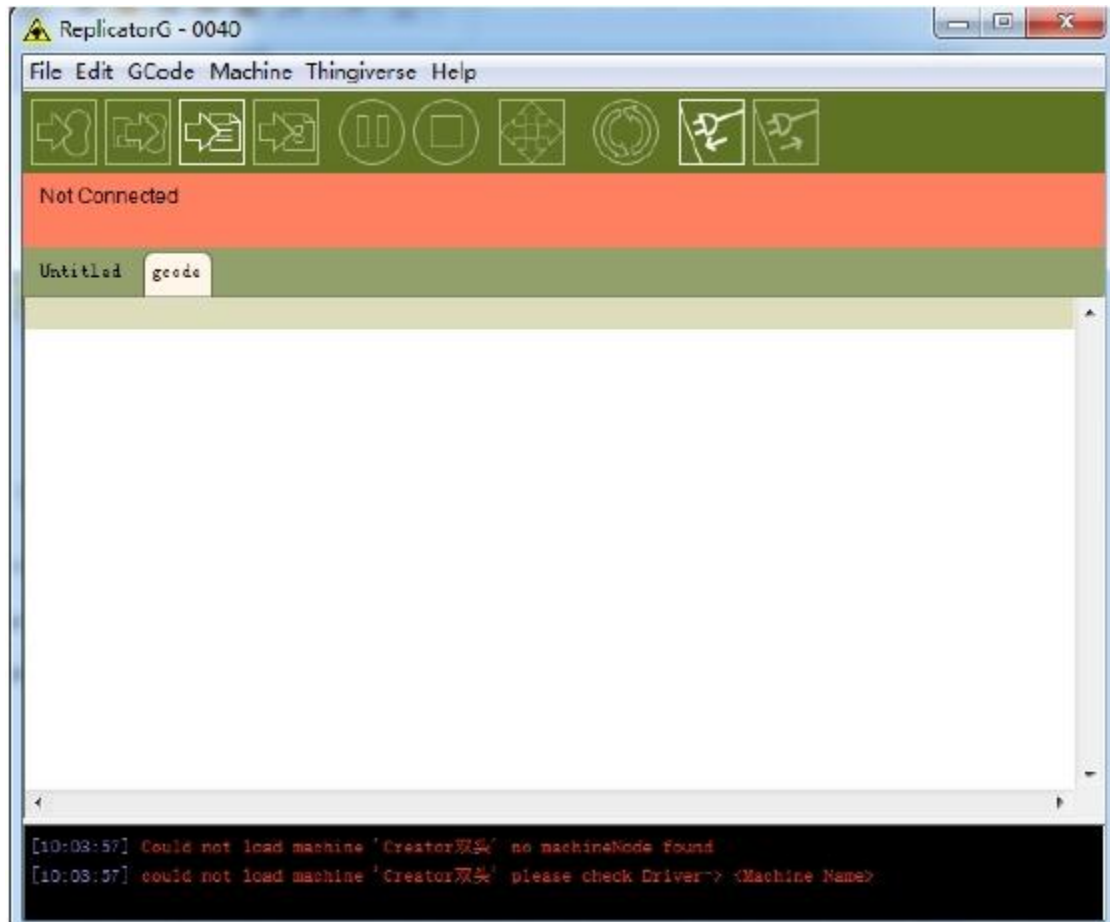 ReplicatorG - 0040
File Edit GCode Machine Thingiverse Help
Not Connected
Untitled gcode
[10:03:57] Could not load machine 'Creator双头' no machineNode found
[10:03:57] could not load machine 'Creator双头' please check Driver-> <Machine Name>